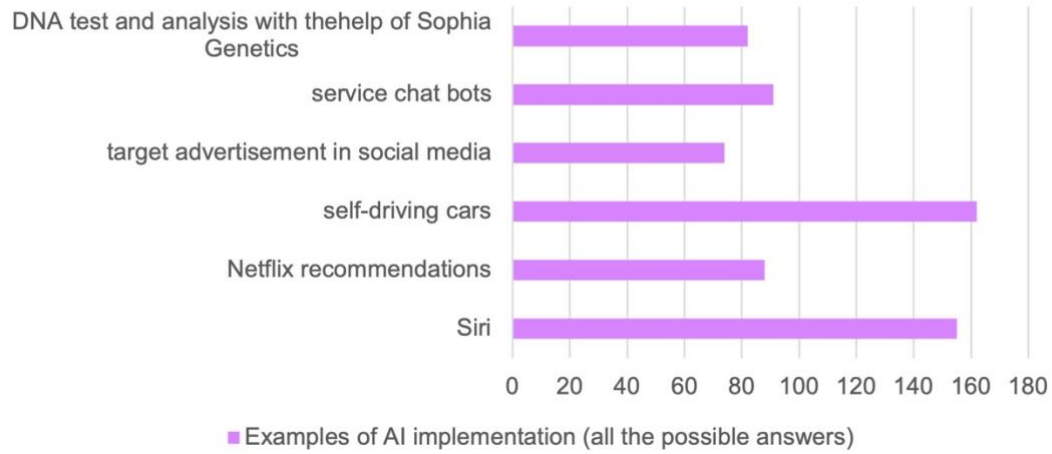 DNA test and analysis with thehelp of Sophia
Genetics
service chat bots
target advertisement in social media
self-driving cars
Netflix recommendations
Siri
0 20 40 60 80 100 120 140 160 180
Examples of AI implementation (all the possible answers)